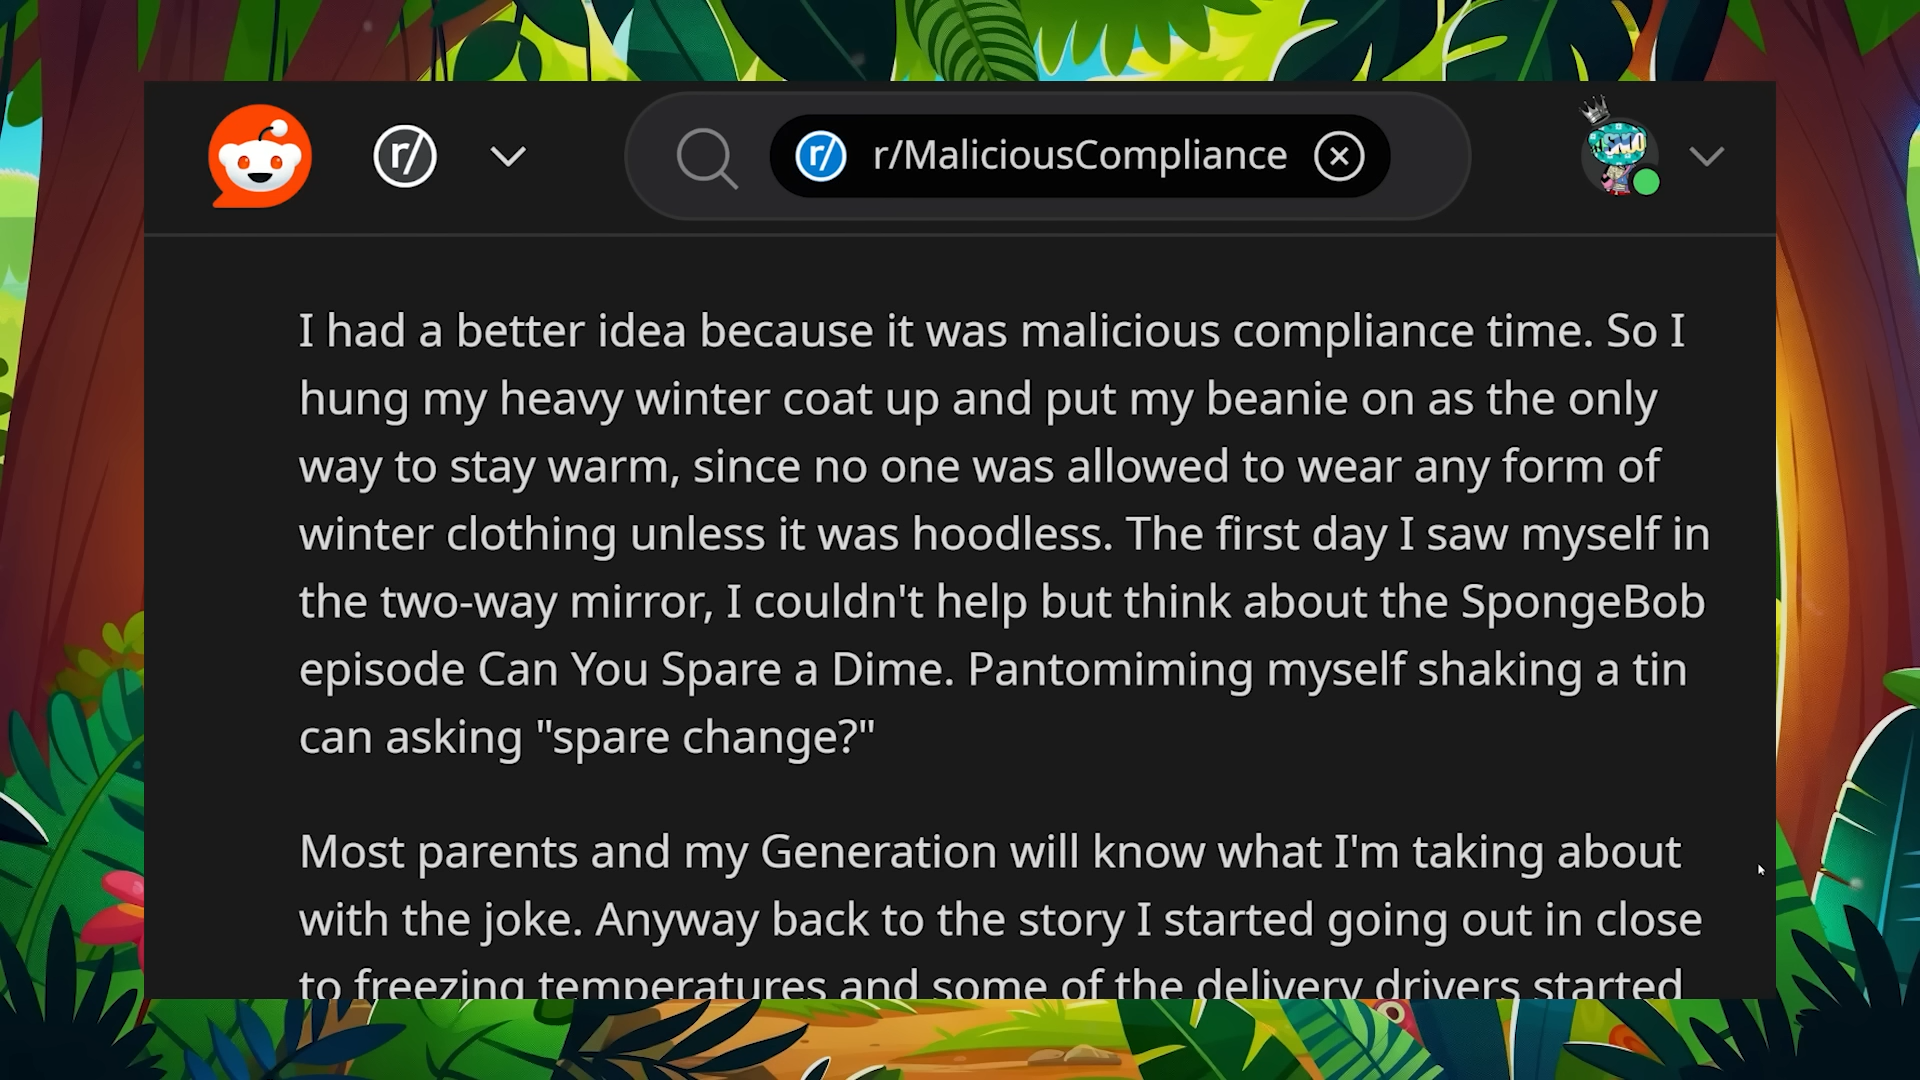 r/ r/ r/MaliciousCompliance
I had a better idea because it was malicious compliance time. So I
hung my heavy winter coat up and put my beanie on as the only
way to stay warm, since no one was allowed to wear any form of
winter clothing unless it was hoodless. The first day I saw myself in
the two-way mirror, I couldn't help but think about the SpongeBob
episode Can You Spare a Dime. Pantomiming myself shaking a tin
can asking "spare change?"
Most parents and my Generation will know what I'm taking about
with the joke. Anyway back to the story I started going out in close
to freezing temperatures and some of the delivery drivers started